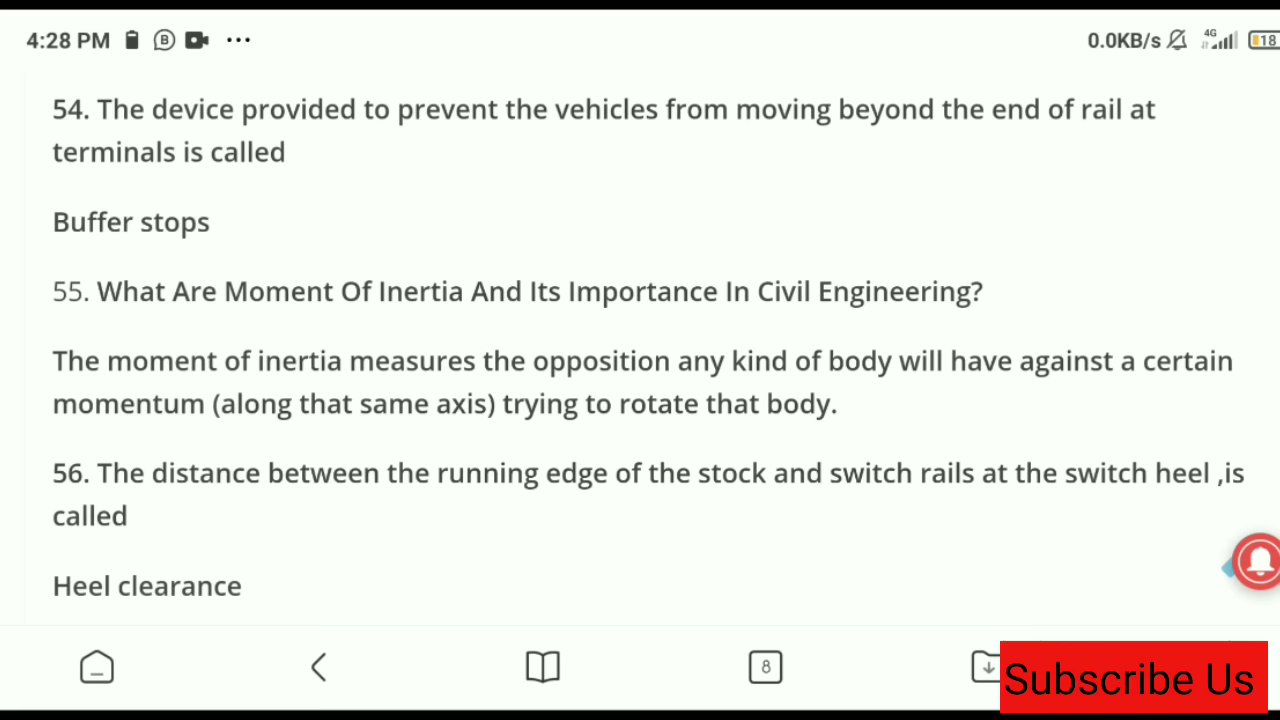 4:28 PM B ... 0.0KB/s 4G 18
54. The device provided to prevent the vehicles from moving beyond the end of rail at
terminals is called
Buffer stops
55. What Are Moment Of Inertia And Its Importance In Civil Engineering?
The moment of inertia measures the opposition any kind of body will have against a certain
momentum (along that same axis) trying to rotate that body.
56. The distance between the running edge of the stock and switch rails at the switch heel ,is
called
Heel clearance
8
Subscribe Us